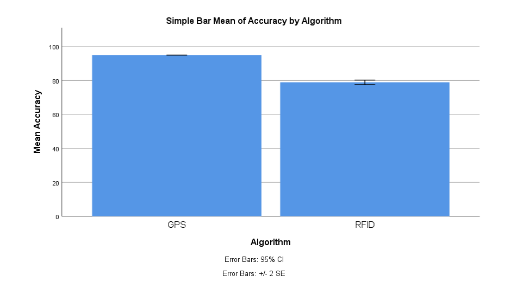 Simple Bar Mean of Accuracy by Algorithm
100
80
60
40
20
0
Mean Accuracy
GPS
RFID
Algorithm
Error Bars: 95% CI
Error Bars: +/- 2 SE